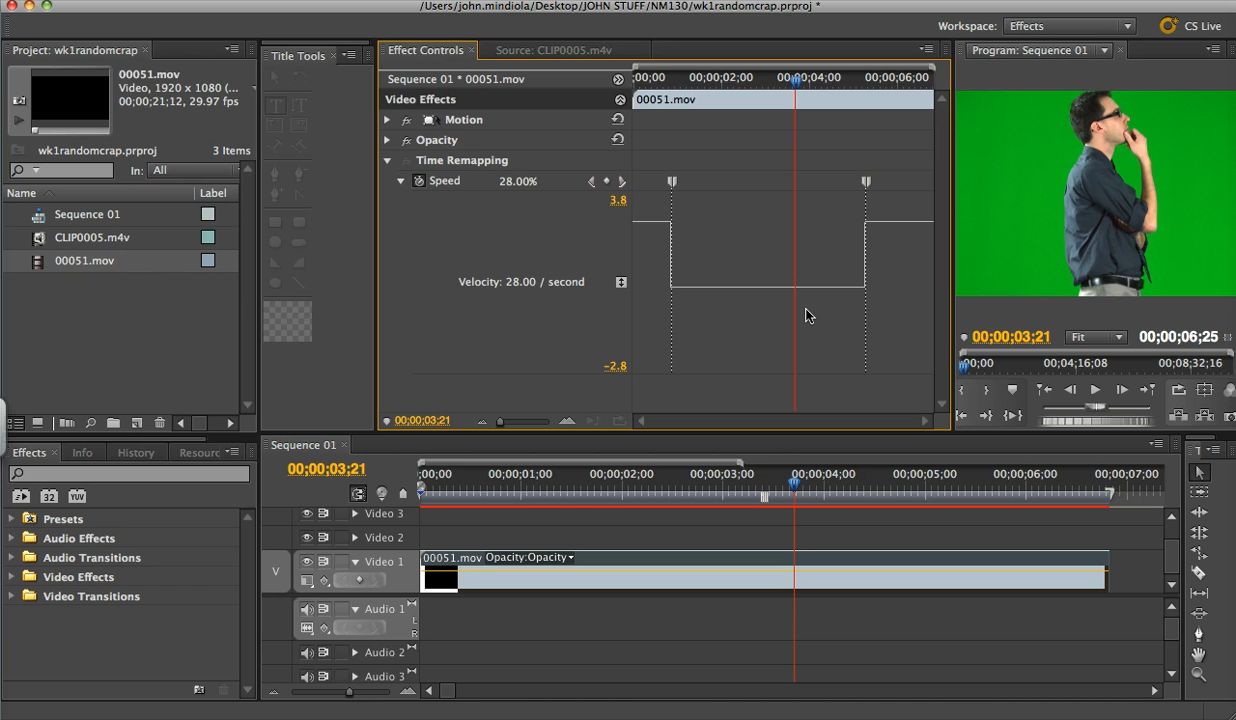 /Users/john.mindiola/Desktop/JOHN STUFF/NM130/wk1randomcrap.prproj *
Workspace: Effects
CS Live
Project: wk1randomcrap
00051.mov
Video, 1920 x 1080 (...
00;00;21;12, 29.97 fps
wk1randomcrap.prproj
3 Items
In: All
Name
Label
Sequence 01
CLIP0005.m4v
00051.mov
Title Tools
Effect Controls
Source: CLIP0005.m4v
Sequence 01 * 00051.mov
;00;00
00;00;02;00
00;00;04;00
00;00;06;00
Video Effects
00051.mov
fx Motion
fx Opacity
Time Remapping
Speed
28.00%
3.8
Velocity: 28.00 / second
-2.8
00;00;03;21
Program: Sequence 01
00;00;03;21
Fit
00;00;06;25
00;00
00;04;16;08
00;08;32;16
Effects
Info
History
Resourc
32
YUV
Presets
Audio Effects
Audio Transitions
Video Effects
Video Transitions
Sequence 01
00;00;03;21
;00;00
00;00;01;00
00;00;02;00
00;00;03;00
00;00;04;00
00;00;05;00
00;00;06;00
00;00;07;00
Video 3
Video 2
V
Video 1
00051.mov Opacity:Opacity
Audio 1
L
R
Audio 2
Audio 3